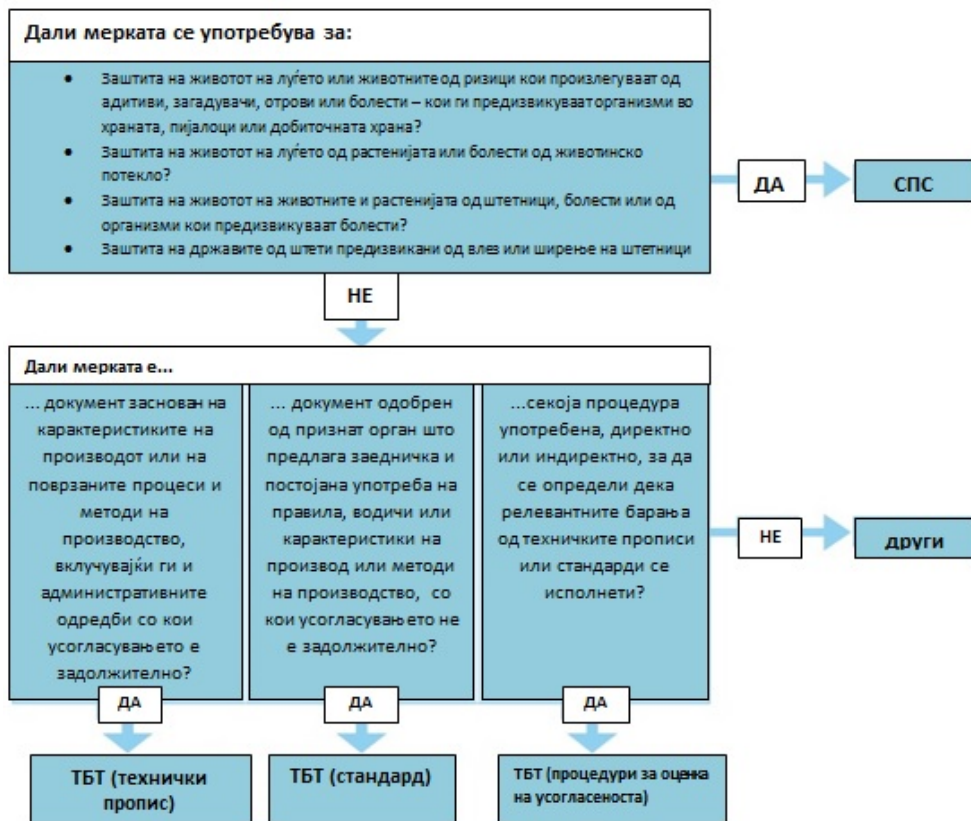 Дали мерката се употребува за:
• Заштита на животот на луѓето или животните од ризици кои произлегуваат од
адитиви, загадувачи, отрови или болести – кои ги предизвикуваат организми во
храната, пијалоци или добиточната храна?
• Заштита на животот на луѓето од растенијата или болести од животинско
потекло?
• Заштита на животот на животните и растенијата од штетници, болести или од
организми кои предизвикуваат болести?
• Заштита на државите од штети предизвикани од влез или ширење на штетници
ДА
СПС
НЕ
Дали мерката е...
... документ заснован на
карактеристиките на
производот или на
поврзаните процеси и
методи на
производство,
вклучувајќи ги и
административните
одредби со кои
усогласувањето е
задолжително?
... документ одобрен
од признат орган што
предлага заедничка и
постојана употреба на
правила, водичи или
карактеристики на
производ или методи
на производство, со
кои усогласувањето не
е задолжително?
...секоја процедура
употребена, директно
или индиректно, за да
се определи дека
релевантните барања
од техничките прописи
или стандарди се
исполнети?
НЕ
други
ДА
ДА
ДА
ТБТ (технички
пропис)
ТБТ (стандард)
ТБТ (процедури за оценка
на усогласеноста)